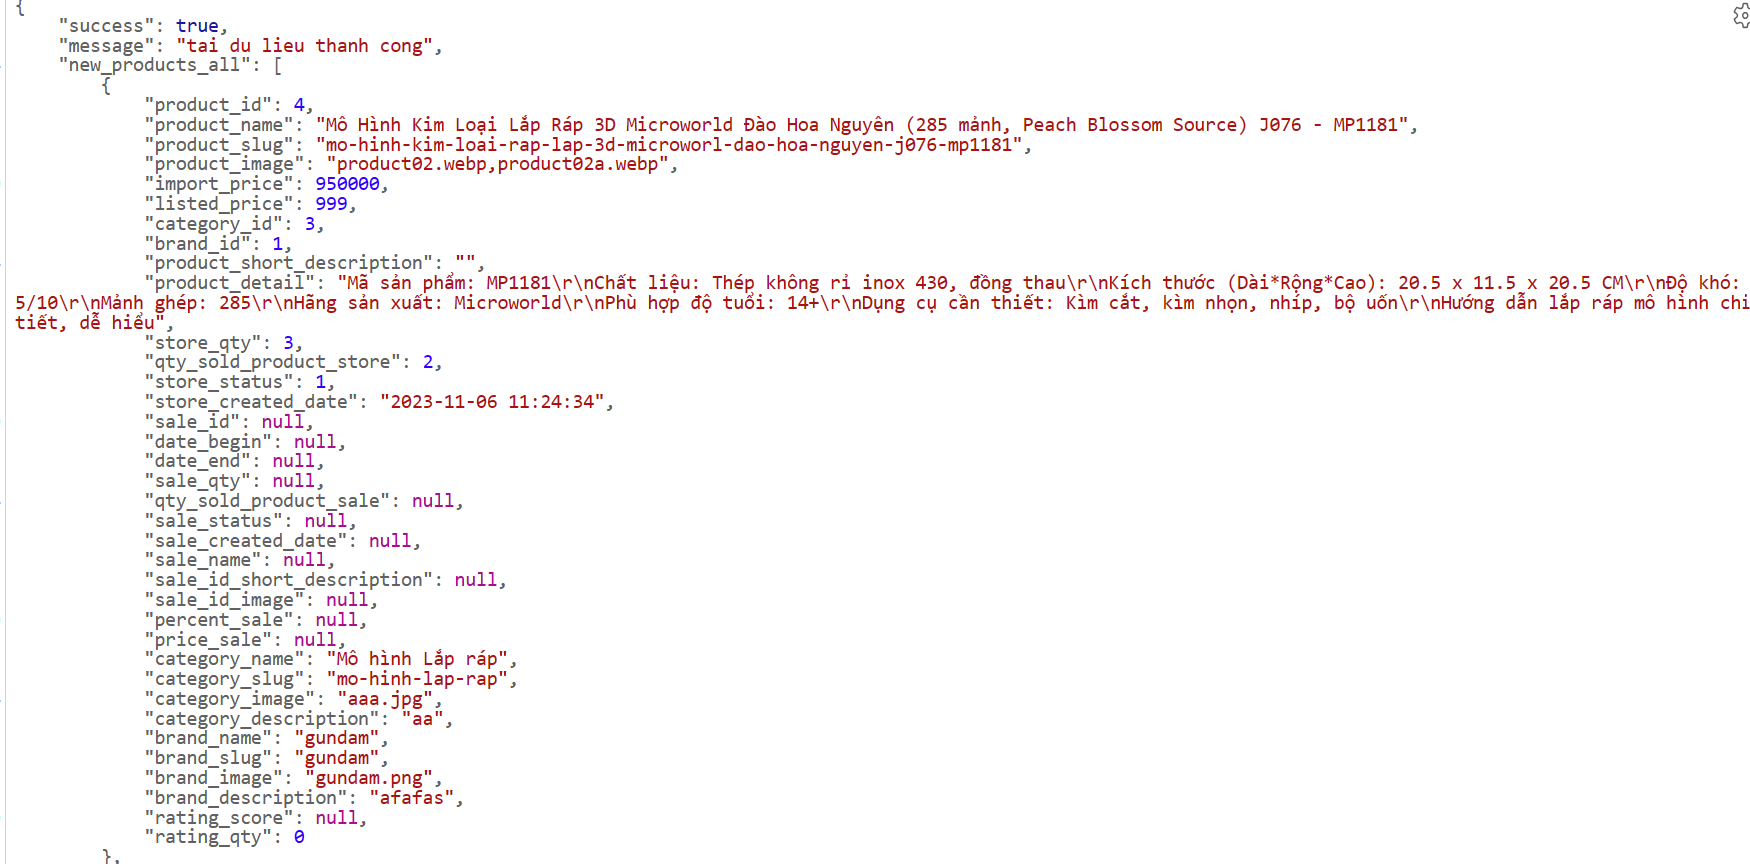 {
"success": true,
"message": "tai du lieu thanh cong",
"new_products_all": [
{
"product_id": 4,
"product_name": "Mô Hình Kim Loại Lắp Ráp 3D Microworld Đào Hoa Nguyên (285 mảnh, Peach Blossom Source) J076 - MP1181",
"product_slug": "mo-hinh-kim-loai-rap-lap-3d-microworl-dao-hoa-nguyen-j076-mp1181",
"product_image": "product02.webp,product02a.webp",
"import_price": 950000,
"listed_price": 999,
"category_id": 3,
"brand_id": 1,
"product_short_description": "",
"product_detail": "Mã sản phẩm: MP1181\r\nChất liệu: Thép không rỉ inox 430, đồng thau\r\nKích thước (Dài*Rộng*Cao): 20.5 x 11.5 x 20.5 CM\r\nĐộ khó:
5/10\r\nMảnh ghép: 285\r\nHãng sản xuất: Microworld\r\nPhù hợp độ tuổi: 14+\r\nDụng cụ cần thiết: Kìm cắt, kìm nhọn, nhíp, bộ uốn\r\nHướng dẫn lắp ráp mô hình chi
tiết, dễ hiểu",
"store_qty": 3,
"qty_sold_product_store": 2,
"store_status": 1,
"store_created_date": "2023-11-06 11:24:34",
"sale_id": null,
"date_begin": null,
"date_end": null,
"sale_qty": null,
"qty_sold_product_sale": null,
"sale_status": null,
"sale_created_date": null,
"sale_name": null,
"sale_id_short_description": null,
"sale_id_image": null,
"percent_sale": null,
"price_sale": null,
"category_name": "Mô hình Lắp ráp",
"category_slug": "mo-hinh-lap-rap",
"category_image": "aaa.jpg",
"category_description": "aa",
"brand_name": "gundam",
"brand_slug": "gundam",
"brand_image": "gundam.png",
"brand_description": "afafas",
"rating_score": null,
"rating_qty": 0
},